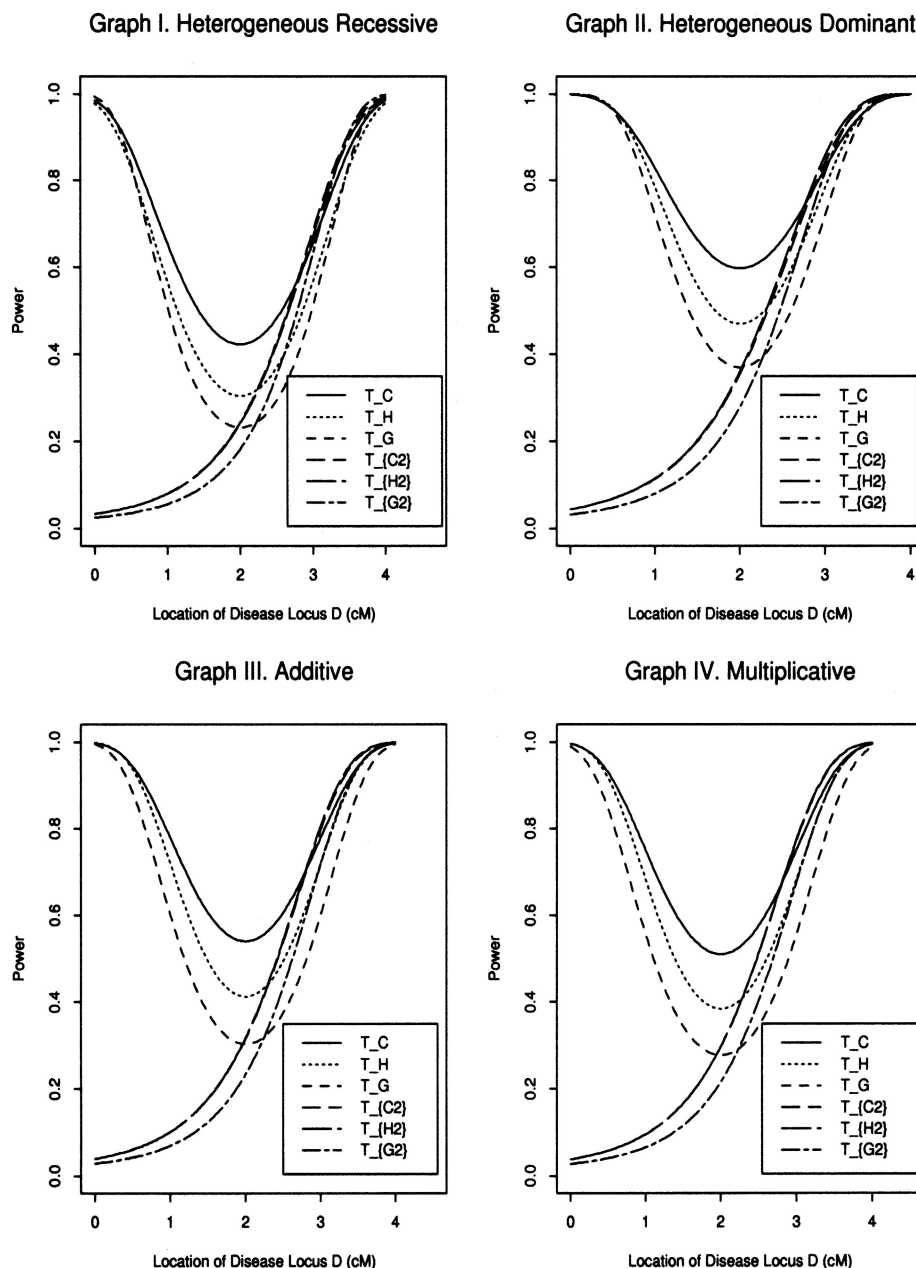 Graph I. Heterogeneous Recessive
Power
1.0
0.8
0.6
0.4
0.2
0.0
T_C
T_H
T_G
T_{C2}
T_{H2}
T_{G2}
0 1 2 3 4
Location of Disease Locus D (cM)
Graph II. Heterogeneous Dominant
Power
1.0
0.8
0.6
0.4
0.2
0.0
T_C
T_H
T_G
T_{C2}
T_{H2}
T_{G2}
0 1 2 3 4
Location of Disease Locus D (cM)
Graph III. Additive
Power
1.0
0.8
0.6
0.4
0.2
0.0
T_C
T_H
T_G
T_{C2}
T_{H2}
T_{G2}
0 1 2 3 4
Location of Disease Locus D (cM)
Graph IV. Multiplicative
Power
1.0
0.8
0.6
0.4
0.2
0.0
T_C
T_H
T_G
T_{C2}
T_{H2}
T_{G2}
0 1 2 3 4
Location of Disease Locus D (cM)